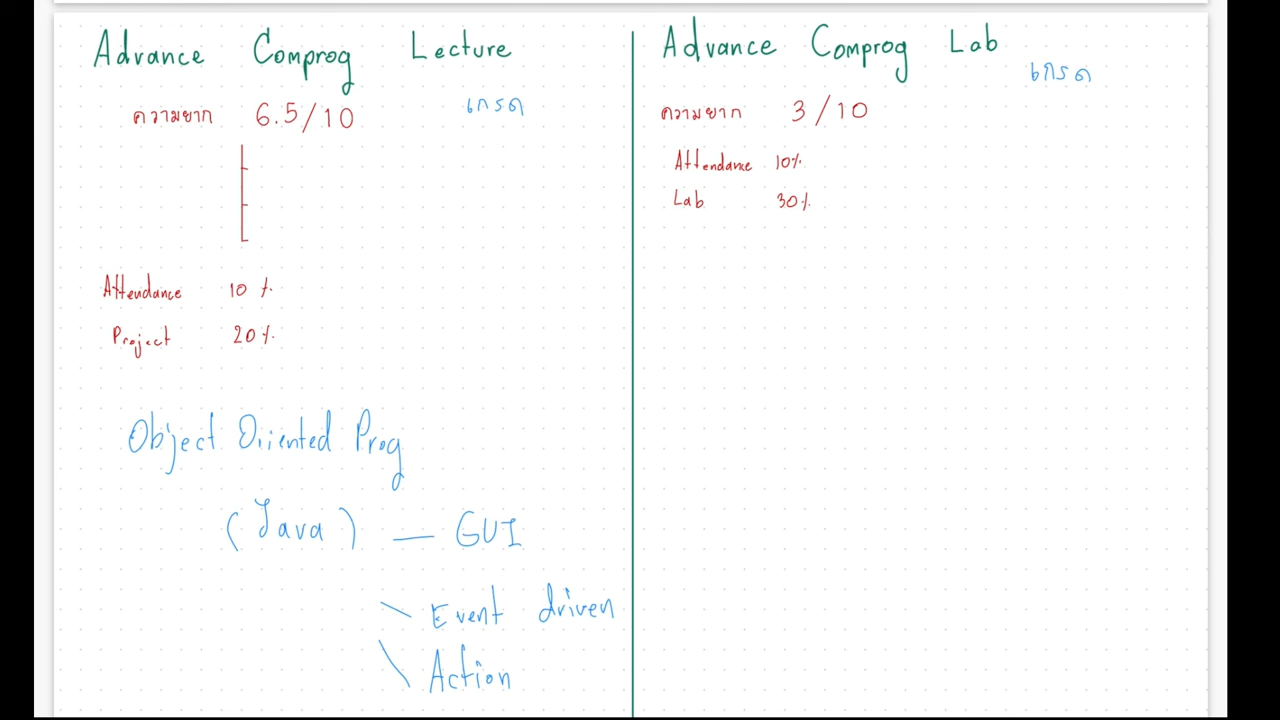 Advance Comprog Lecture
เกรด
ความยาก 6.5/10
Attendance 10 %
Project 20 %
Object Oriented Prog
(Java) — GUI
Event driven
Action
Advance Comprog Lab
เกรด
ความยาก 3/10
Attendance 10%
Lab 30%